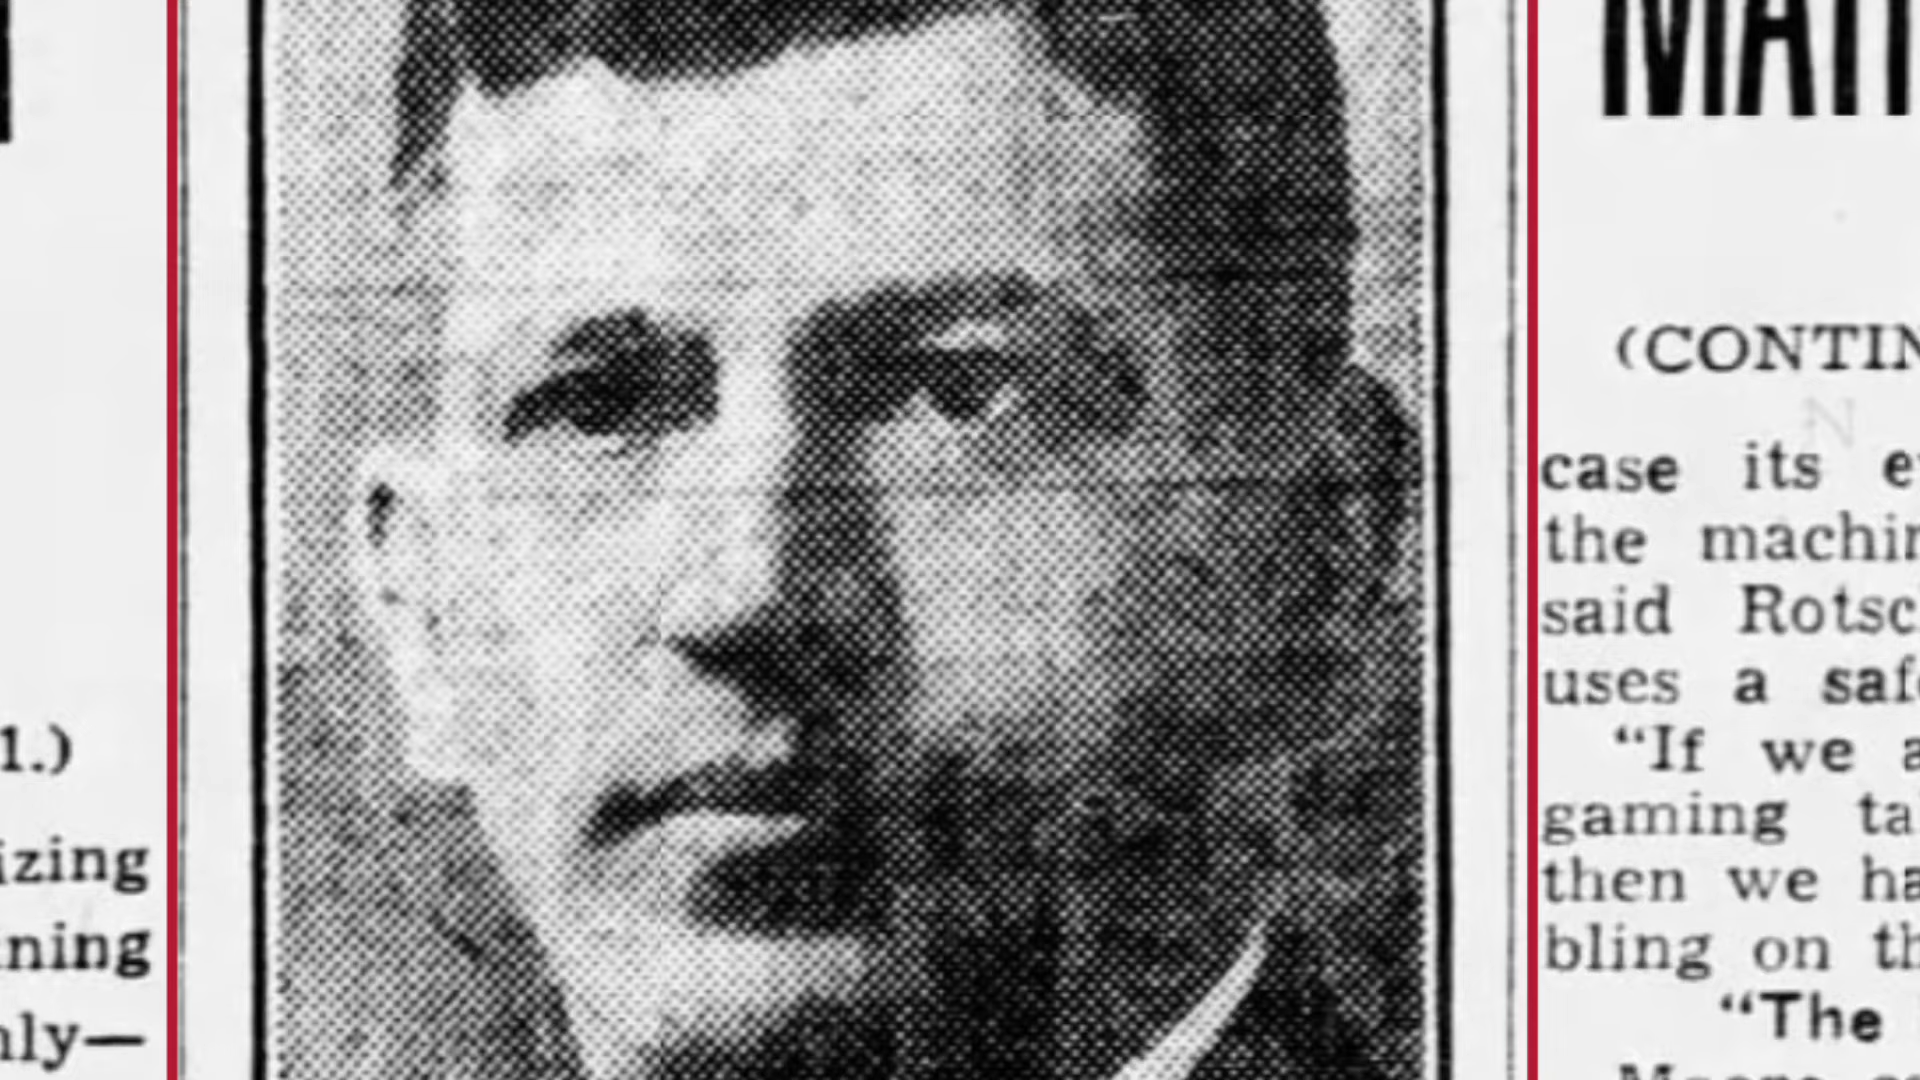 1.)
izing
ning
nly—
MAT
(CONTIN
case its e
the machin
said Rotsc
uses a safe
“If we a
gaming ta
then we ha
bling on th
“The